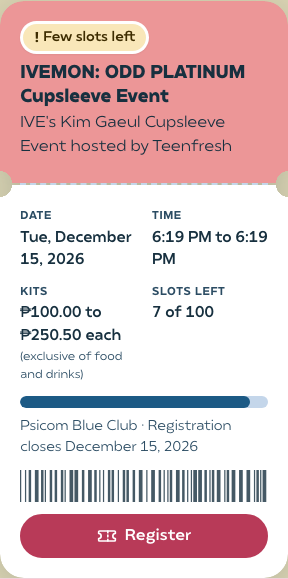 ! Few slots left
IVEMON: ODD PLATINUM
Cupsleeve Event
IVE's Kim Gaeul Cupsleeve
Event hosted by Teenfresh
DATE
Tue, December
15, 2026
TIME
6:19 PM to 6:19
PM
KITS
₱100.00 to
₱250.50 each
(exclusive of food
and drinks)
SLOTS LEFT
7 of 100
Psicom Blue Club · Registration
closes December 15, 2026
Register